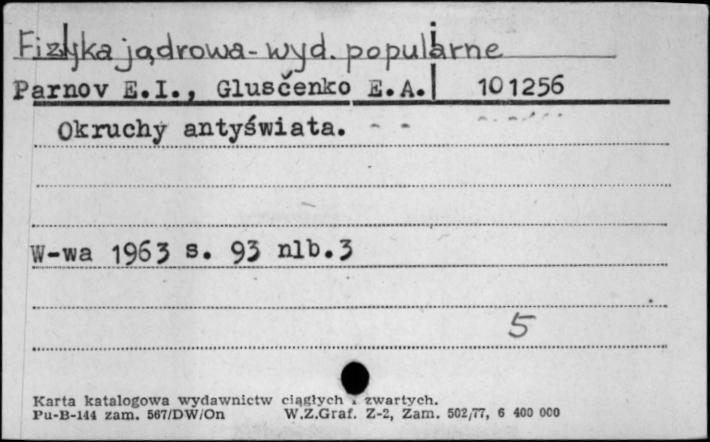 Fizyka jądrowa - wyd. popularne
Parnov E.I., Glusčenko E.A. 101256
Okruchy antyświata.
W-wa 1963 s. 93 nlb.3
5
Karta katalogowa wydawnictw ciągłych i zwartych.
Pu-B-144 zam. 567/DW/On W.Z.Graf. Z-2, Zam. 502/77, 6 400 000